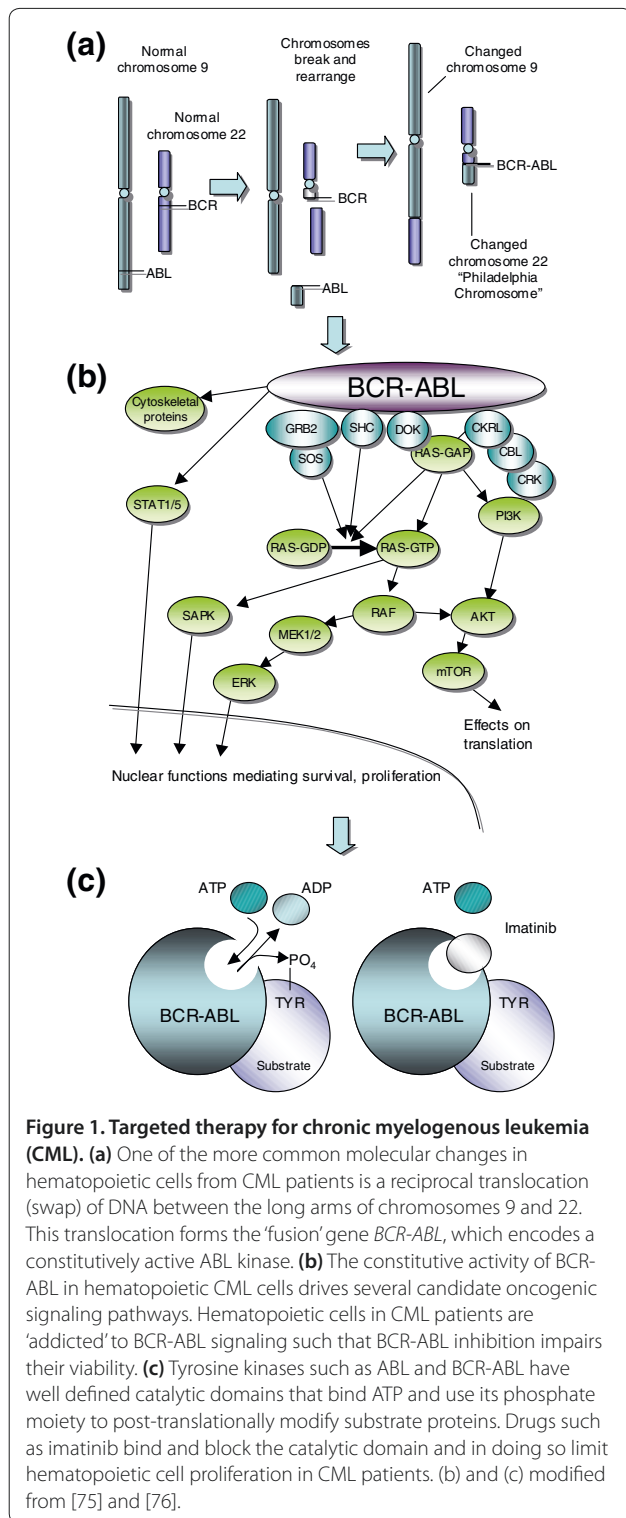 (a)
Normal
chromosome 9
Chromosomes
break and
rearrange
Changed
chromosome 9
Normal
chromosome 22
BCR
BCR
BCR-ABL
ABL
ABL
Changed
chromosome 22
“Philadelphia
Chromosome”
(b)
BCR-ABL
Cytoskeletal
proteins
GRB2
SHC
DOK
CKRL
SOS
RAS-GAP
CBL
CRK
STAT1/5
PI3K
RAS-GDP
RAS-GTP
SAPK
RAF
AKT
MEK1/2
ERK
mTOR
Effects on
translation
Nuclear functions mediating survival, proliferation
(c)
ATP
ADP
PO4
TYR
BCR-ABL
Substrate
ATP
Imatinib
TYR
BCR-ABL
Substrate
Figure 1. Targeted therapy for chronic myelogenous leukemia
(CML). (a) One of the more common molecular changes in
hematopoietic cells from CML patients is a reciprocal translocation
(swap) of DNA between the long arms of chromosomes 9 and 22.
This translocation forms the ‘fusion’ gene BCR-ABL, which encodes a
constitutively active ABL kinase. (b) The constitutive activity of BCR-
ABL in hematopoietic CML cells drives several candidate oncogenic
signaling pathways. Hematopoietic cells in CML patients are
‘addicted’ to BCR-ABL signaling such that BCR-ABL inhibition impairs
their viability. (c) Tyrosine kinases such as ABL and BCR-ABL have
well defined catalytic domains that bind ATP and use its phosphate
moiety to post-translationally modify substrate proteins. Drugs such
as imatinib bind and block the catalytic domain and in doing so limit
hematopoietic cell proliferation in CML patients. (b) and (c) modified
from [75] and [76].